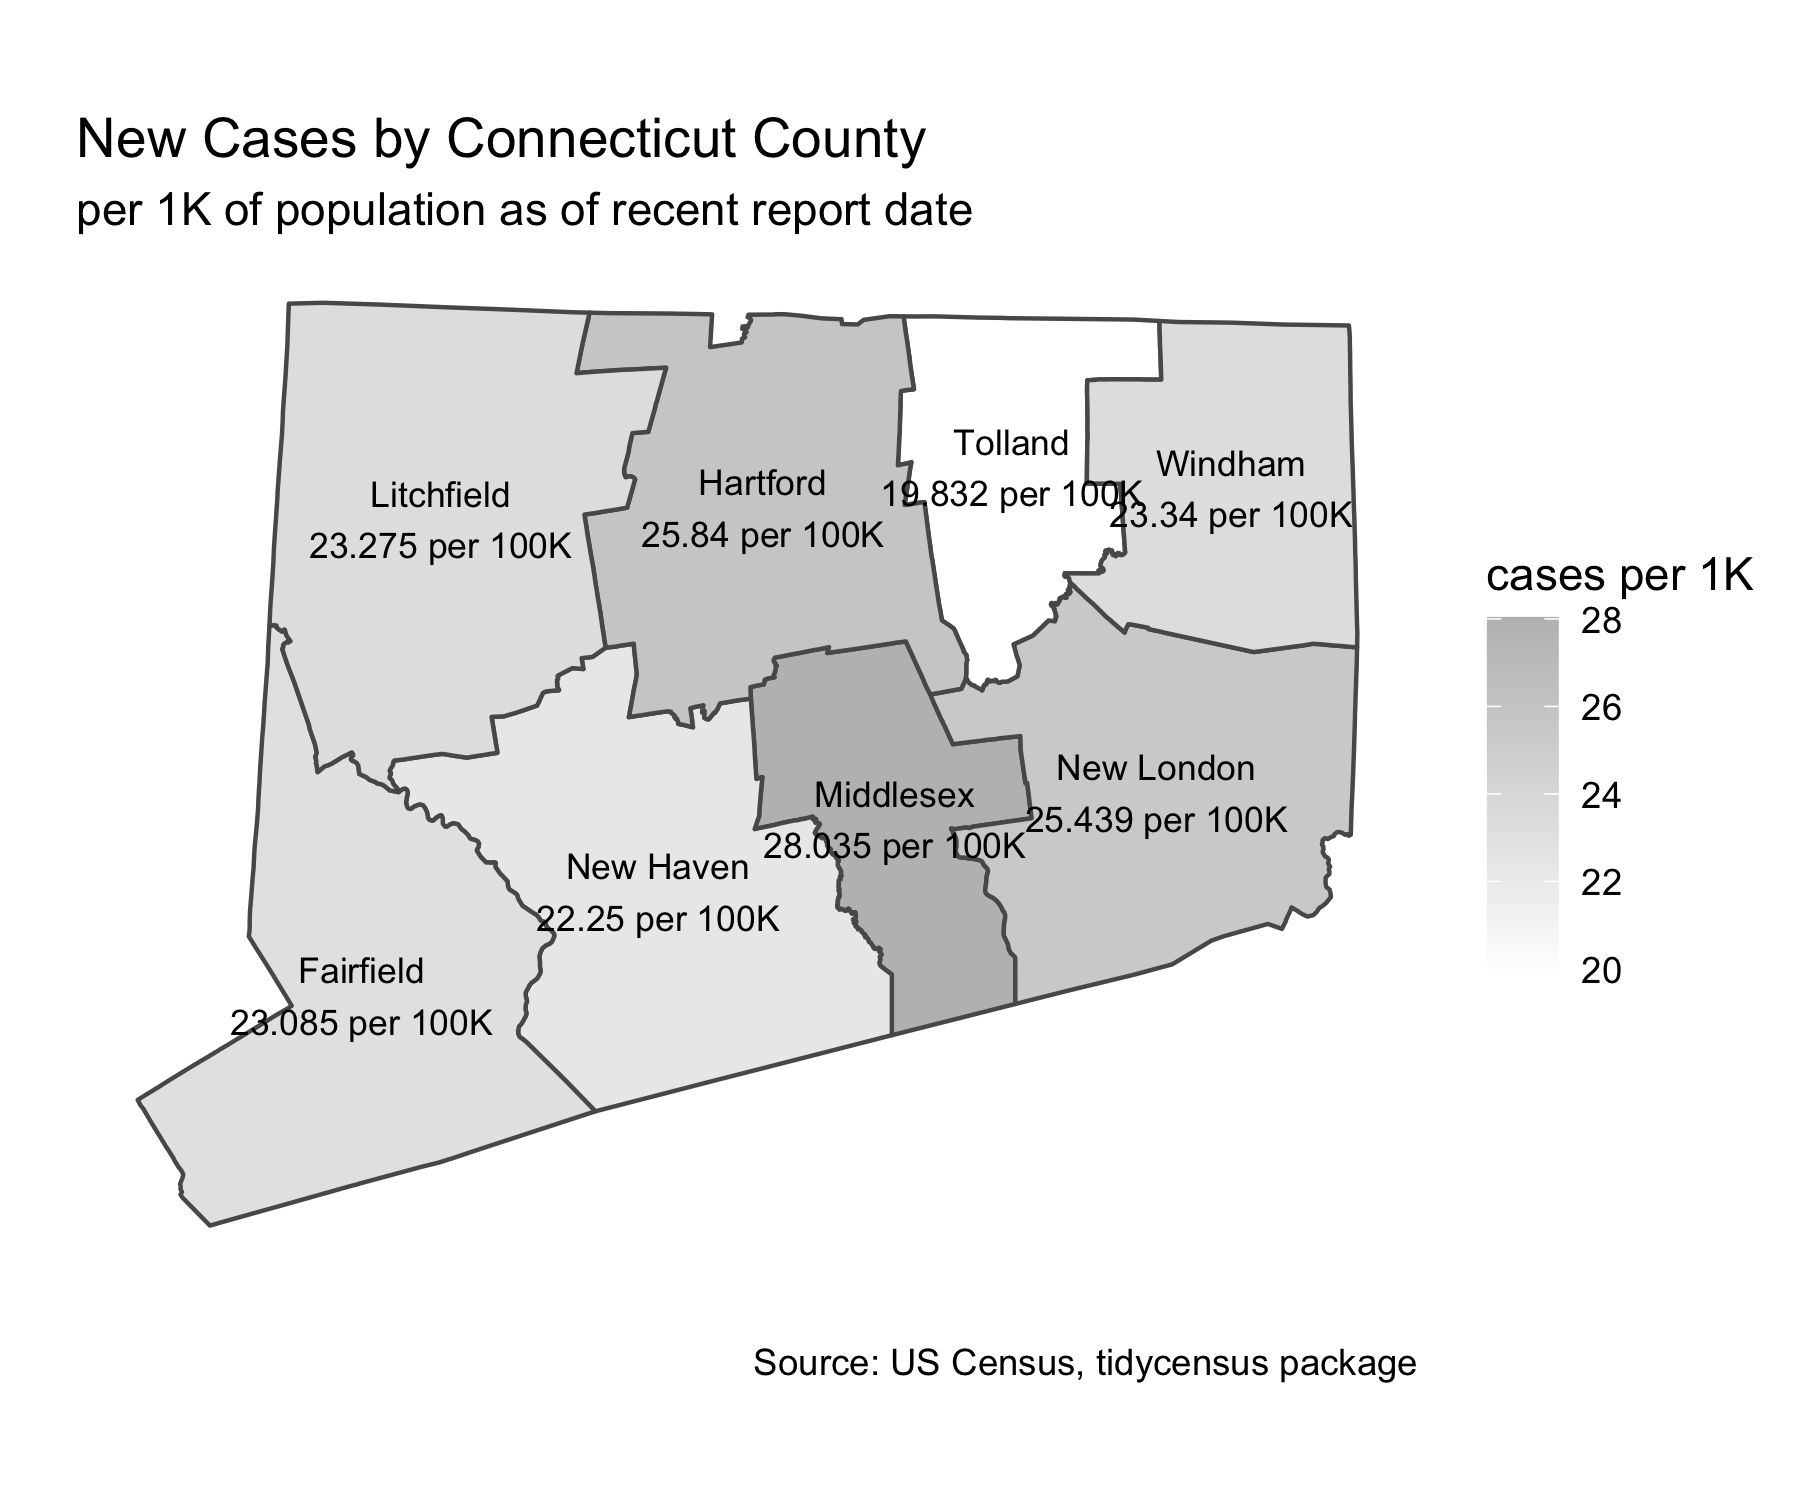 New Cases by Connecticut County
per 1K of population as of recent report date
Litchfield
23.275 per 100K
Hartford
25.84 per 100K
Tolland
19.832 per 100K
Windham
23.34 per 100K
Middlesex
28.035 per 100K
New London
25.439 per 100K
New Haven
22.25 per 100K
Fairfield
23.085 per 100K
cases per 1K
28
26
24
22
20
Source: US Census, tidycensus package